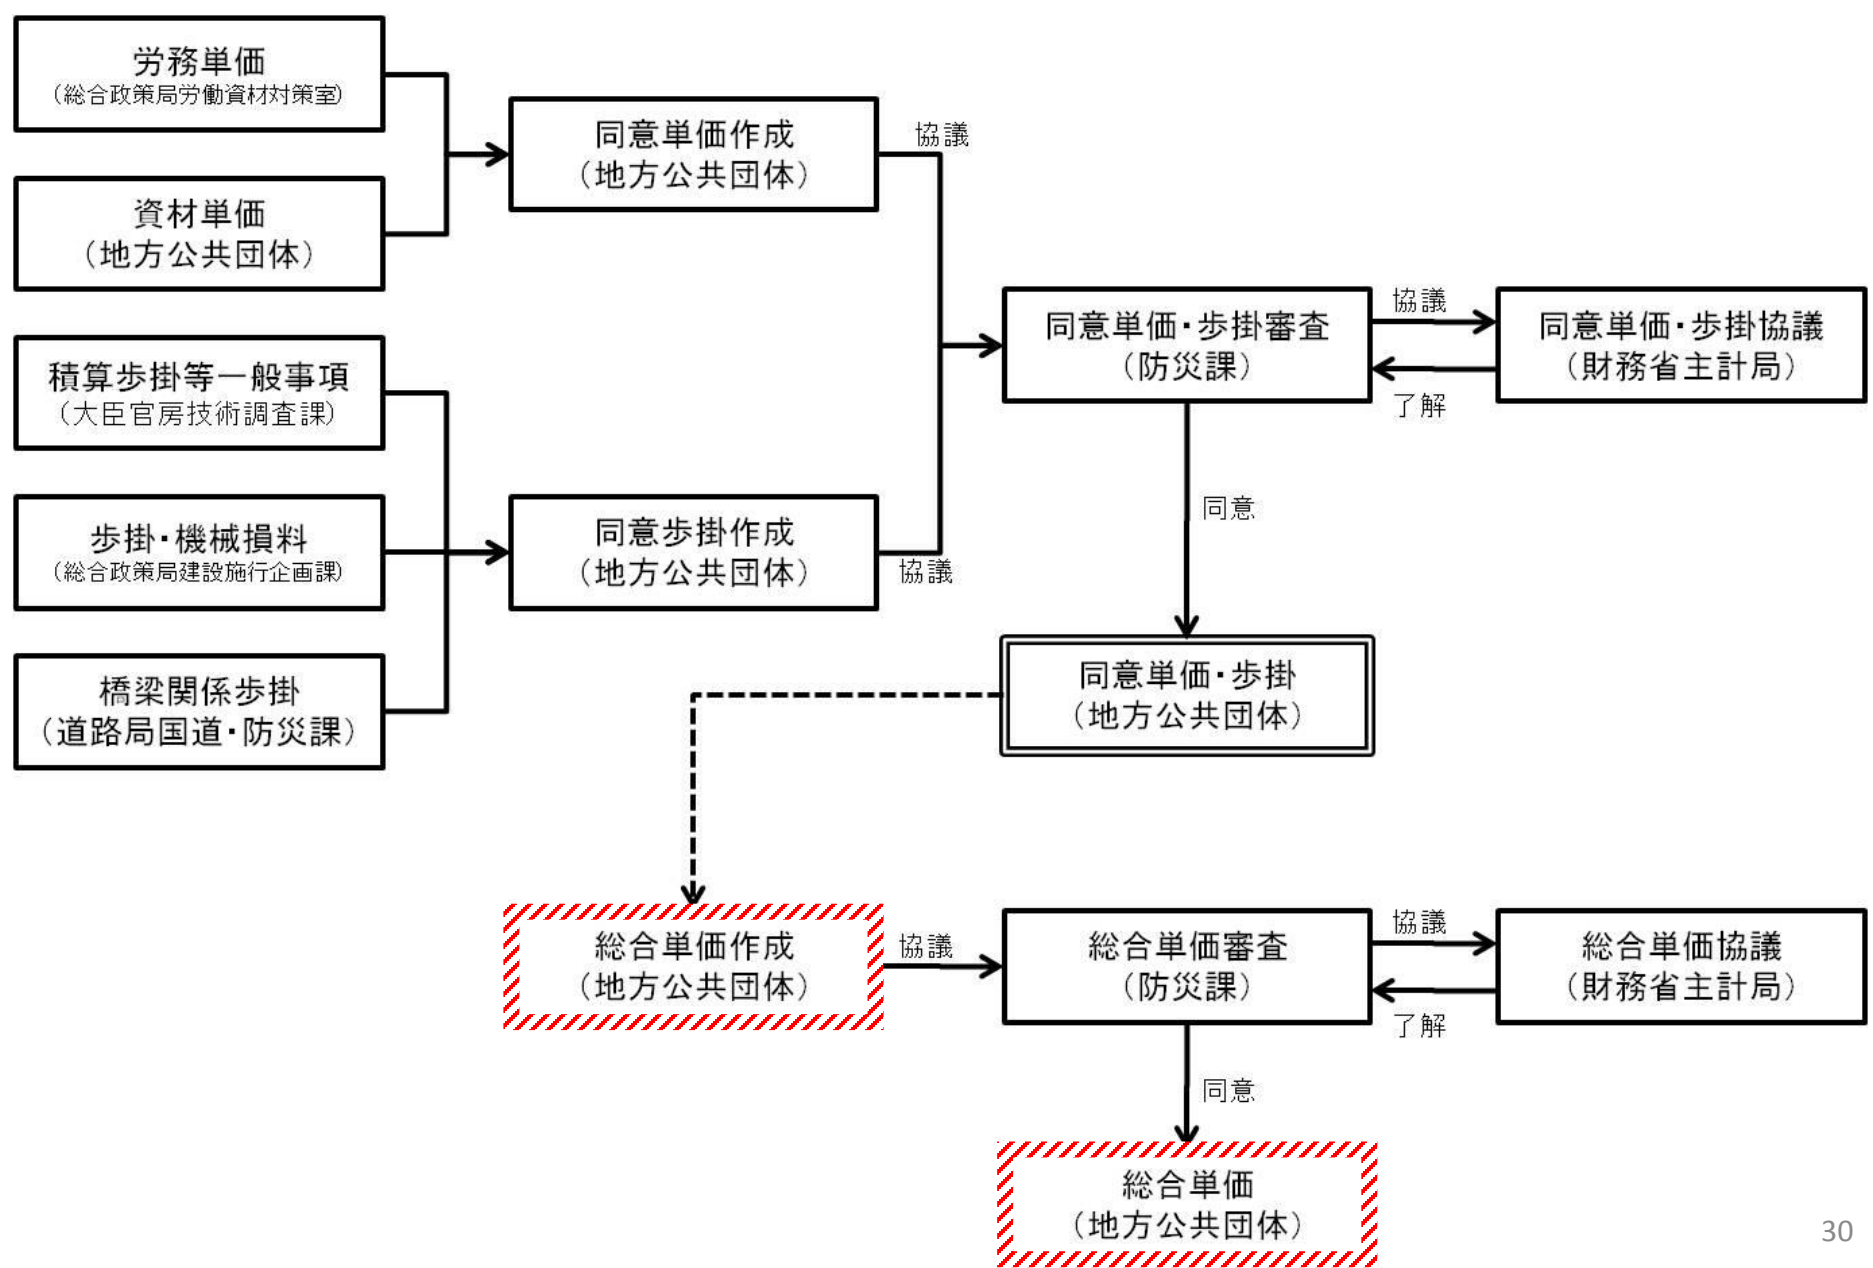 労務単価
（総合政策局労働資材対策室）
資材単価
（地方公共団体）
積算歩掛等一般事項
（大臣官房技術調査課）
歩掛・機械損料
（総合政策局建設施行企画課）
橋梁関係歩掛
（道路局国道・防災課）
同意単価作成
（地方公共団体）
協議
同意歩掛作成
（地方公共団体）
協議
同意単価・歩掛審査
（防災課）
協議
了解
同意単価・歩掛協議
（財務省主計局）
同意
同意単価・歩掛
（地方公共団体）
総合単価作成
（地方公共団体）
協議
総合単価審査
（防災課）
協議
了解
総合単価協議
（財務省主計局）
同意
総合単価
（地方公共団体）
30